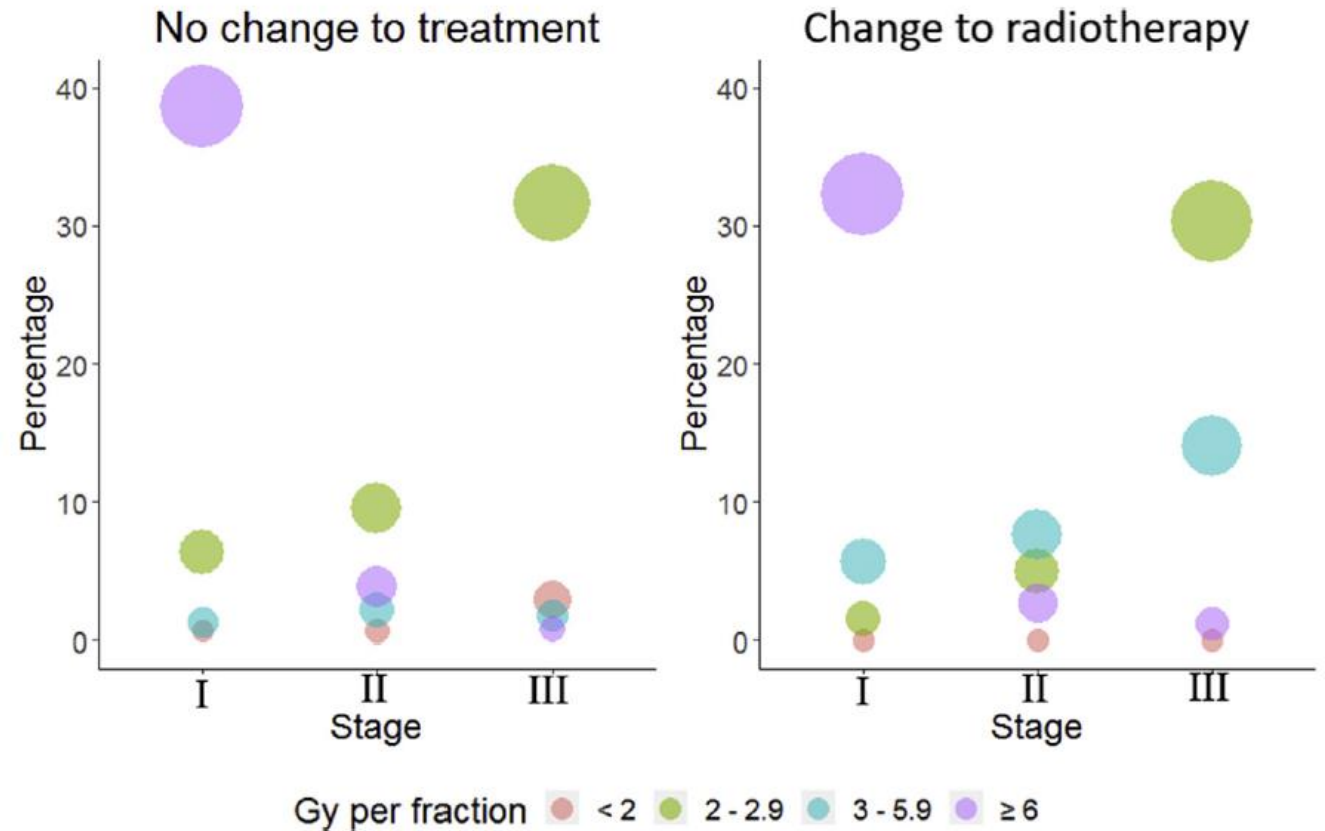 No change to treatment
Percentage
40
30
20
10
0
I II III
Stage
Change to radiotherapy
Percentage
40
30
20
10
0
I II III
Stage
Gy per fraction < 2 2 - 2.9 3 - 5.9 ≥ 6